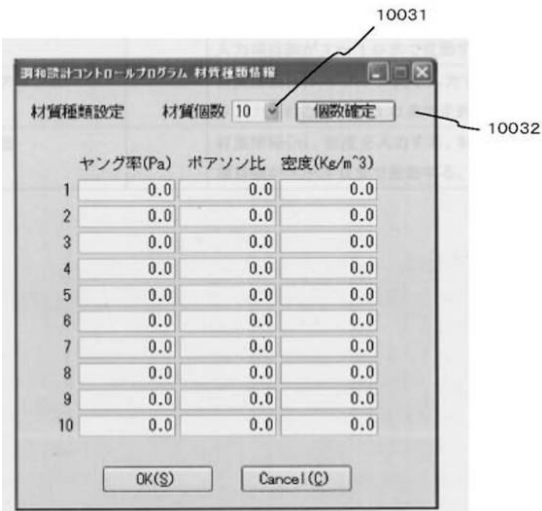 10031
調和設計コントロールプログラム 材質種類情報
材質種類設定 材質個数 10 個数確定
10032
ヤング率(Pa) ポアソン比 密度(Kg/m^3)
1 0.0 0.0 0.0
2 0.0 0.0 0.0
3 0.0 0.0 0.0
4 0.0 0.0 0.0
5 0.0 0.0 0.0
6 0.0 0.0 0.0
7 0.0 0.0 0.0
8 0.0 0.0 0.0
9 0.0 0.0 0.0
10 0.0 0.0 0.0
OK(S) Cancel(C)